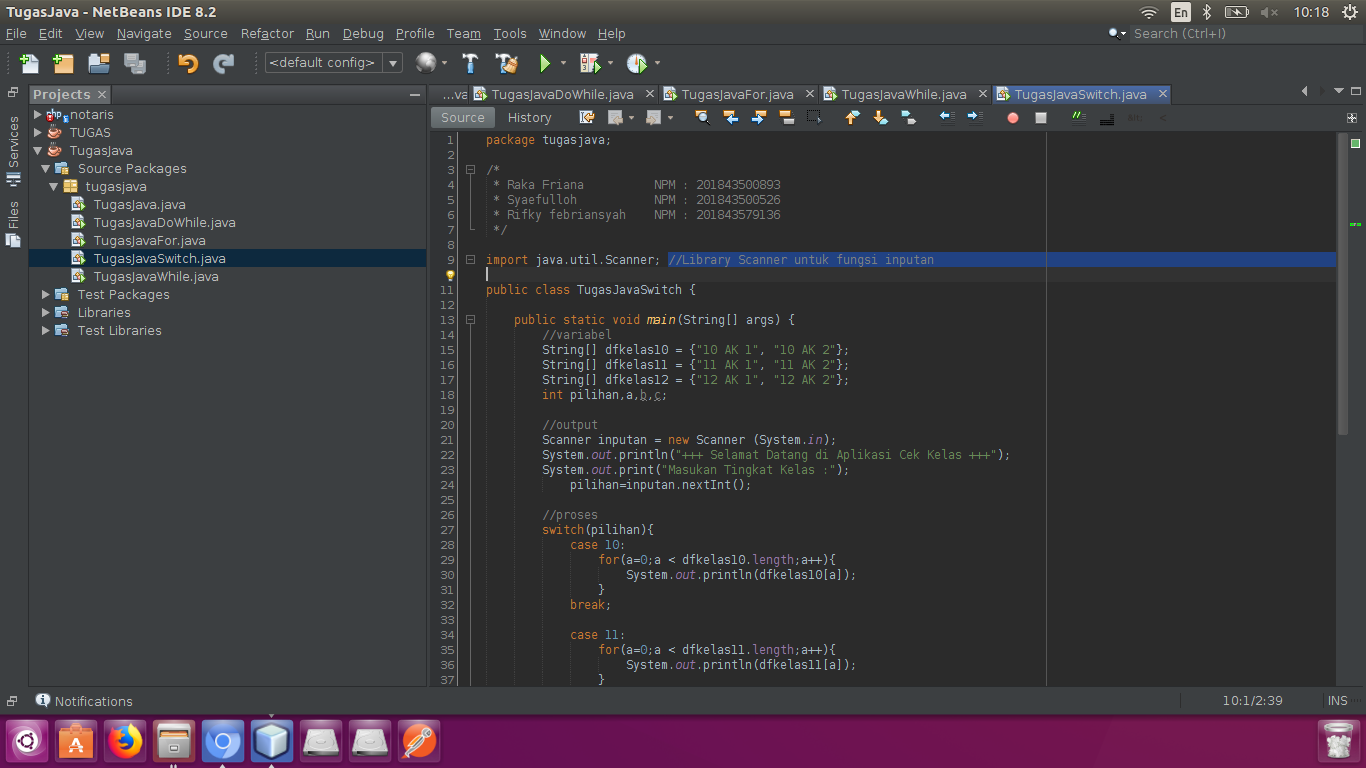 TugasJava - NetBeans IDE 8.2
En
10:18
File Edit View Navigate Source Refactor Run Debug Profile Team Tools Window Help
Search (Ctrl+I)
<default config>
Projects
...va TugasJavaDoWhile.java TugasJavaFor.java TugasJavaWhile.java TugasJavaSwitch.java
Services
Files
notaris
TUGAS
TugasJava
Source Packages
tugasjava
TugasJava.java
TugasJavaDoWhile.java
TugasJavaFor.java
TugasJavaSwitch.java
TugasJavaWhile.java
Test Packages
Libraries
Test Libraries
Source History
1 package tugasjava;
2
3 /*
4 * Raka Friana NPM : 201843500893
5 * Syaefulloh NPM : 201843500526
6 * Rifky febriansyah NPM : 201843579136
7 */
8
9 import java.util.Scanner; //Library Scanner untuk fungsi inputan
11 public class TugasJavaSwitch {
12
13 public static void main(String[] args) {
14 //variabel
15 String[] dfkelas10 = {"10 AK 1", "10 AK 2"};
16 String[] dfkelas11 = {"11 AK 1", "11 AK 2"};
17 String[] dfkelas12 = {"12 AK 1", "12 AK 2"};
18 int pilihan,a,b,c;
19
20 //output
21 Scanner inputan = new Scanner (System.in);
22 System.out.println("+++ Selamat Datang di Aplikasi Cek Kelas +++");
23 System.out.print("Masukan Tingkat Kelas :");
24 pilihan=inputan.nextInt();
25
26 //proses
27 switch(pilihan){
28 case 10:
29 for(a=0;a < dfkelas10.length;a++){
30 System.out.println(dfkelas10[a]);
31 }
32 break;
33
34 case 11:
35 for(a=0;a < dfkelas11.length;a++){
36 System.out.println(dfkelas11[a]);
37 }
Notifications
10:1/2:39
INS